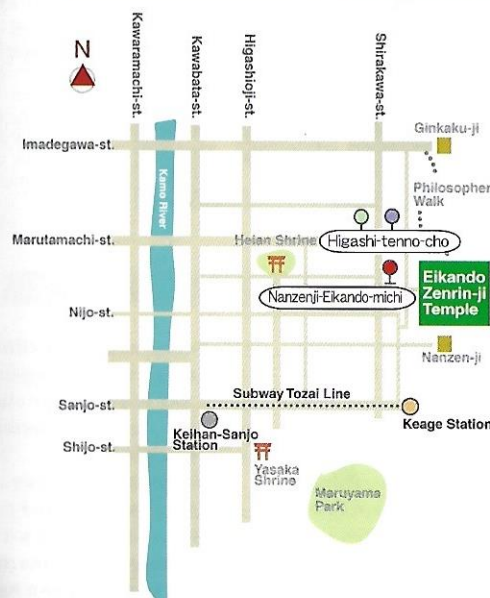 N
Kawaramachi-st.
Kawabata-st.
Higashioji-st.
Shirakawa-st.
Imadegawa-st.
Ginkaku-ji
Kamo River
Philosopher
Walk
Marutamachi-st.
Heian Shrine
Higashi-tenno-cho
Nanzenji-Eikando-michi
Eikando
Zenrin-ji
Temple
Nijo-st.
Nanzen-ji
Subway Tozai Line
Sanjo-st.
Keage Station
Keihan-Sanjo
Station
Shijo-st.
Yasaka
Shrine
Maruyama
Park